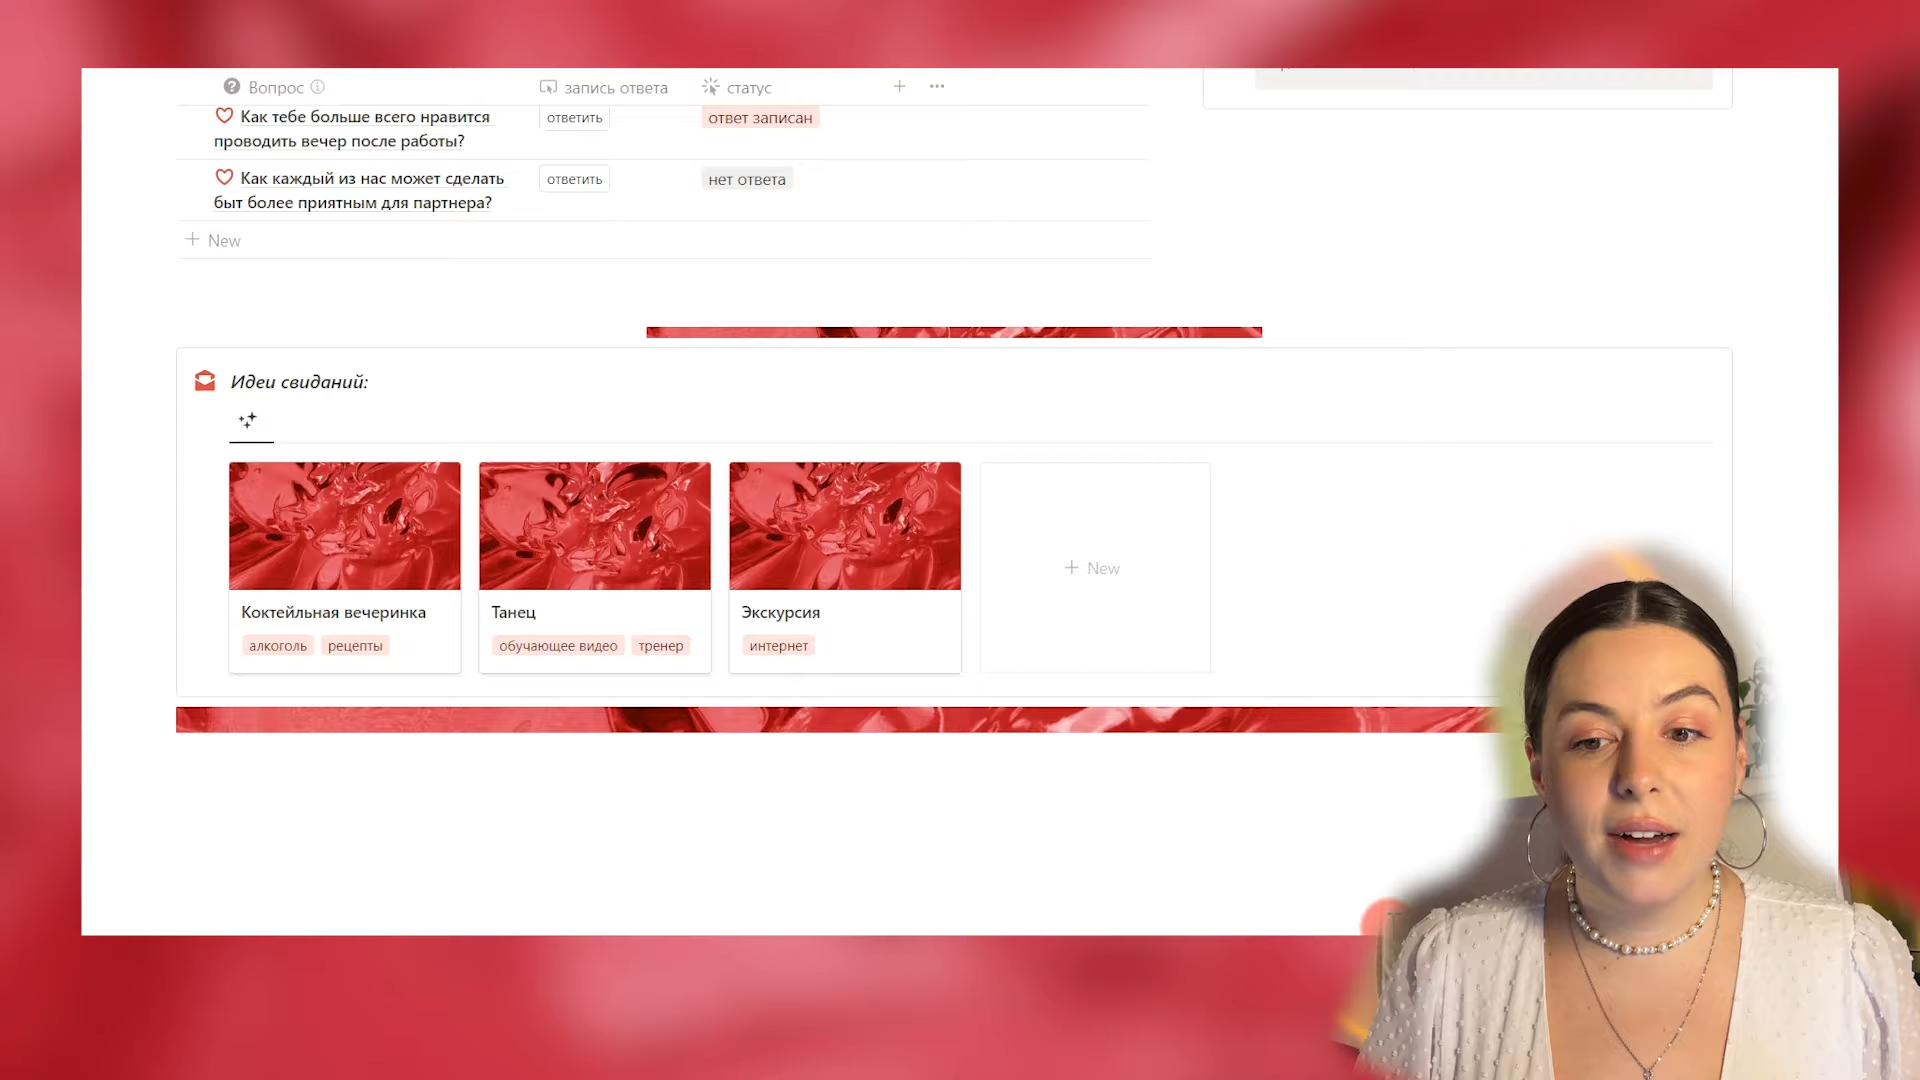 Вопрос запись ответа статус
Как тебе больше всего нравится ответить ответ записан
проводить вечер после работы?
Как каждый из нас может сделать ответить нет ответа
быт более приятным для партнера?
New
Идеи свиданий:
New
Коктейльная вечеринка Танец Экскурсия
алкоголь рецепты обучающее видео тренер интернет